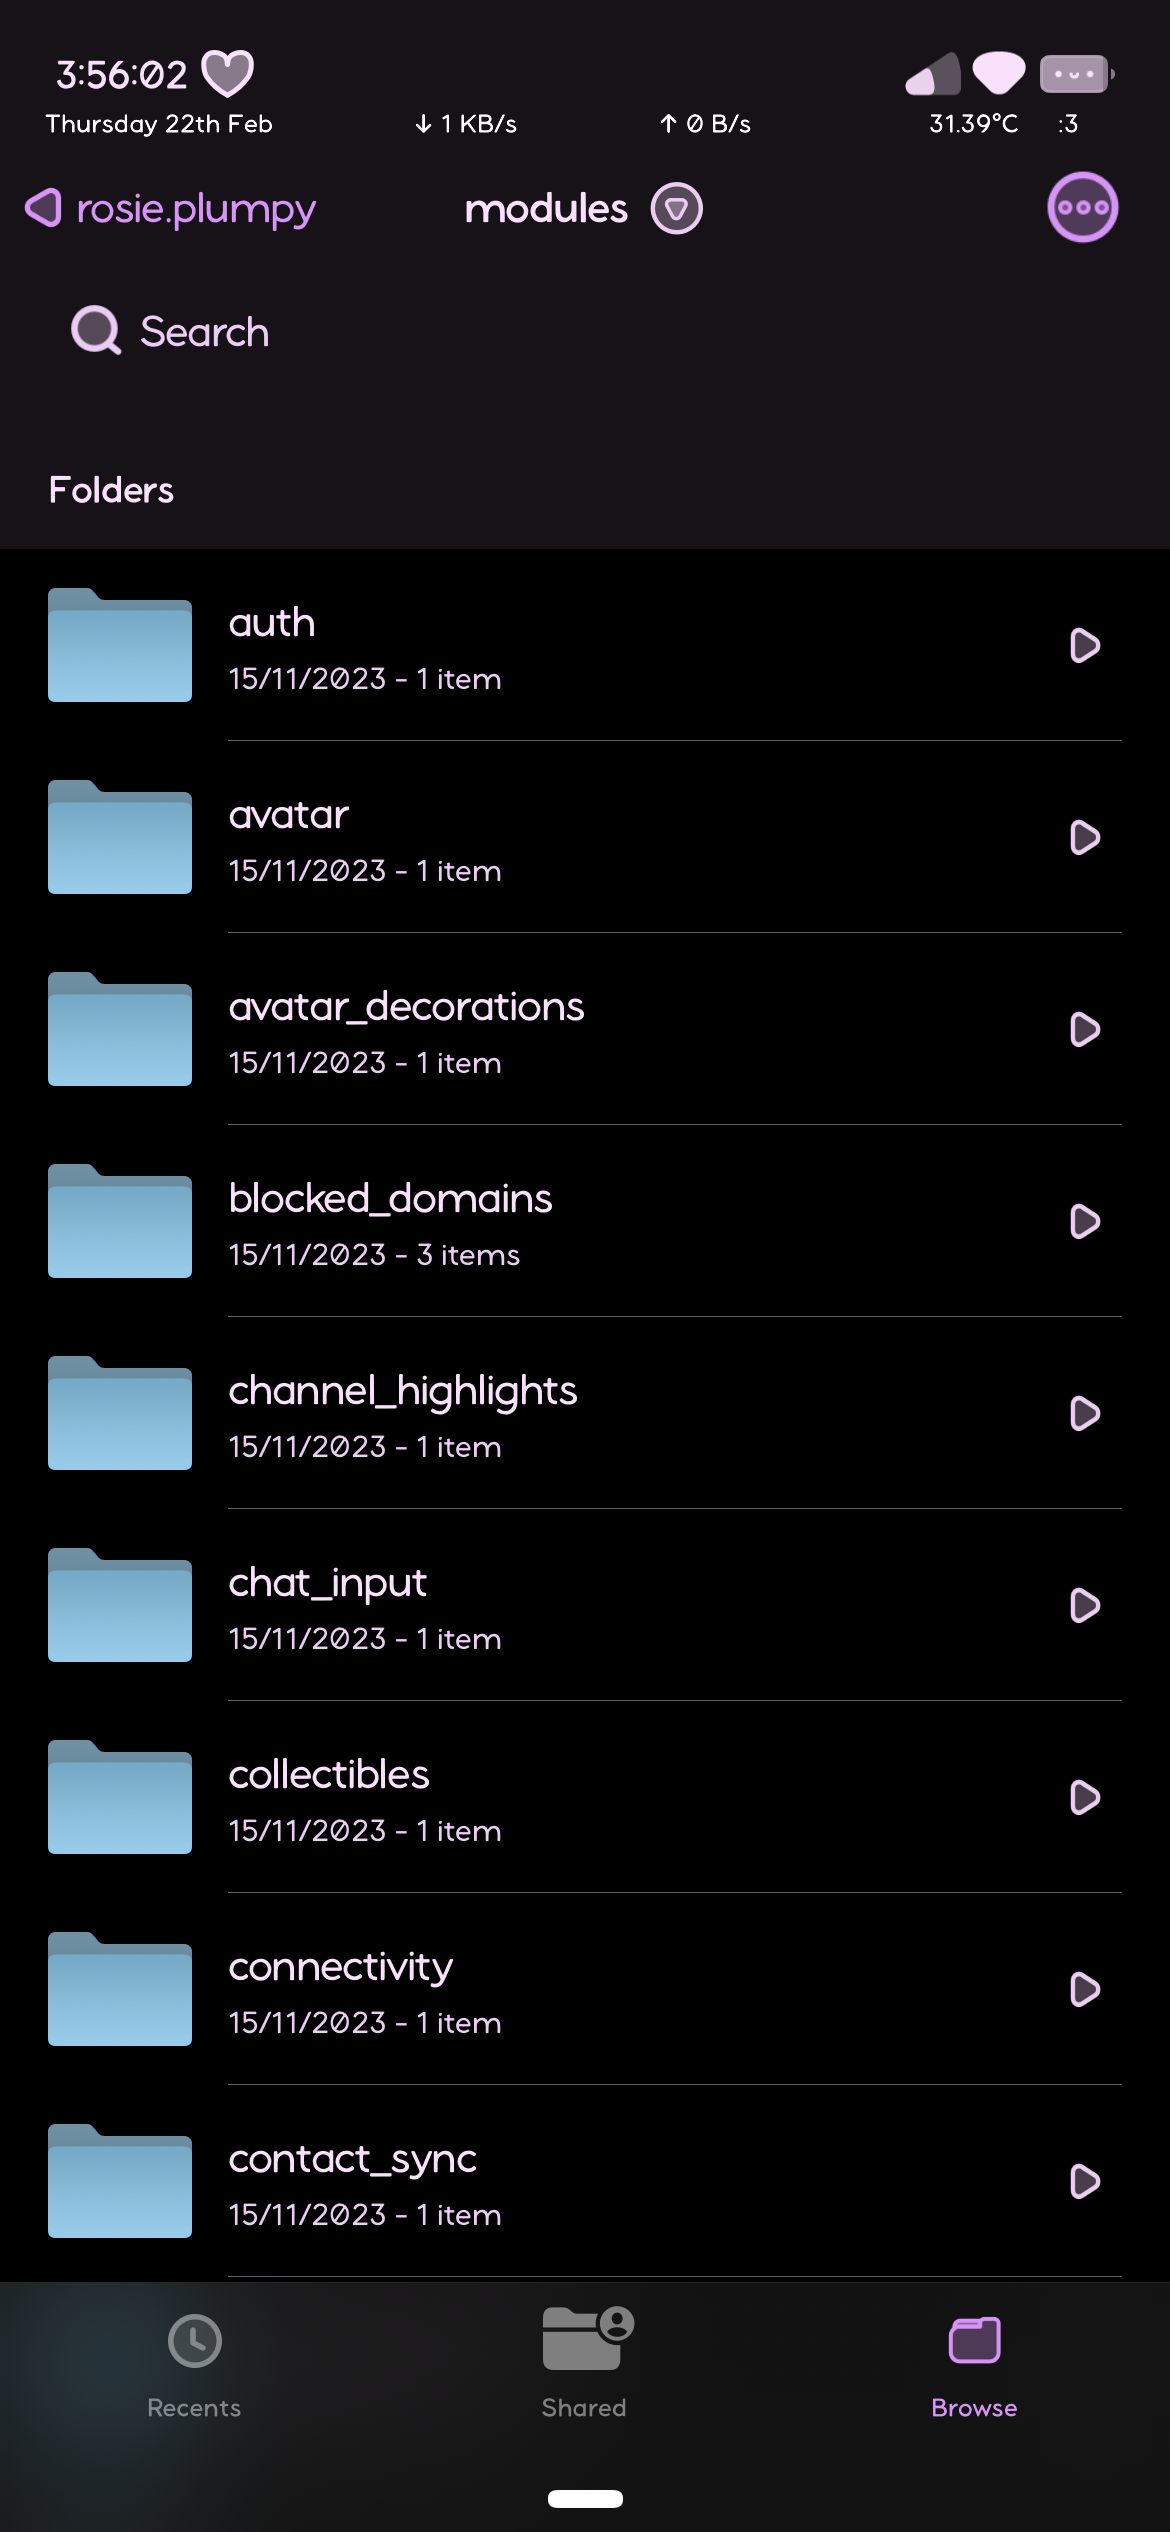 3:56:02
Thursday 22th Feb ↓ 1 KB/s ↑ 0 B/s 31.39°C :3
rosie.plumpy modules
Search
Folders
auth
15/11/2023 - 1 item
avatar
15/11/2023 - 1 item
avatar_decorations
15/11/2023 - 1 item
blocked_domains
15/11/2023 - 3 items
channel_highlights
15/11/2023 - 1 item
chat_input
15/11/2023 - 1 item
collectibles
15/11/2023 - 1 item
connectivity
15/11/2023 - 1 item
contact_sync
15/11/2023 - 1 item
Recents Shared Browse